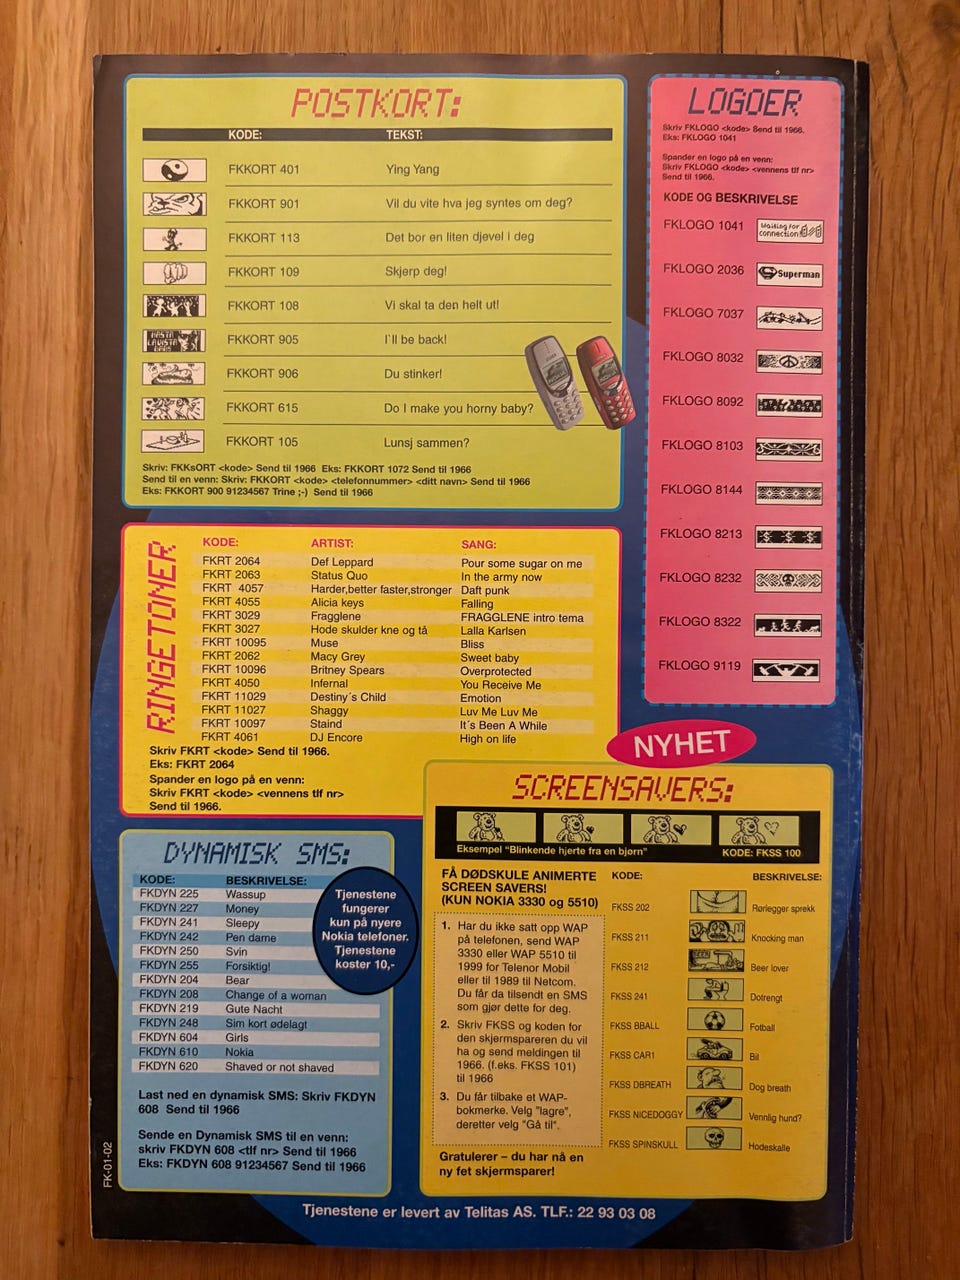 POSTKORT:
KODE: TEKST:
FKKORT 401 Ying Yang
FKKORT 901 Vil du vite hva jeg syntes om deg?
FKKORT 113 Det bor en liten djevel i deg
FKKORT 109 Skjerp deg!
FKKORT 108 Vi skal ta den helt ut!
HASTA
LA VISTA
BABY
FKKORT 905 I`ll be back!
FKKORT 906 Du stinker!
FKKORT 615 Do I make you horny baby?
FKKORT 105 Lunsj sammen?
Skriv: FKKsORT <kode> Send til 1966 Eks: FKKORT 1072 Send til 1966
Send til en venn: Skriv: FKKORT <kode> <telefonnummer> <ditt navn> Send til 1966
Eks: FKKORT 900 91234567 Trine ;-) Send til 1966
LOGOER
Skriv FKLOGO <kode> Send til 1966.
Eks: FKLOGO 1041
Spander en logo på en venn:
Skriv FKLOGO <kode> <vennens tlf nr>
Send til 1966.
KODE OG BESKRIVELSE
FKLOGO 1041 Waiting for
connection
FKLOGO 2036 Superman
FKLOGO 7037
FKLOGO 8032
FKLOGO 8092
FKLOGO 8103
FKLOGO 8144
FKLOGO 8213 $ $ $
FKLOGO 8232
FKLOGO 8322
FKLOGO 9119
RINGETONER
KODE: ARTIST: SANG:
FKRT 2064 Def Leppard Pour some sugar on me
FKRT 2063 Status Quo In the army now
FKRT 4057 Harder,better faster,stronger Daft punk
FKRT 4055 Alicia keys Falling
FKRT 3029 Fragglene FRAGGLENE intro tema
FKRT 3027 Hode skulder kne og tå Lalla Karlsen
FKRT 10095 Muse Bliss
FKRT 2062 Macy Grey Sweet baby
FKRT 10096 Britney Spears Overprotected
FKRT 4050 Infernal You Receive Me
FKRT 11029 Destiny´s Child Emotion
FKRT 11027 Shaggy Luv Me Luv Me
FKRT 10097 Staind It´s Been A While
FKRT 4061 DJ Encore High on life
Skriv FKRT <kode> Send til 1966.
Eks: FKRT 2064
Spander en logo på en venn:
Skriv FKRT <kode> <vennens tlf nr>
Send til 1966.
NYHET
SCREENSAVERS:
Eksempel "Blinkende hjerte fra en bjørn" KODE: FKSS 100
FÅ DØDSKULE ANIMERTE
SCREEN SAVERS!
(KUN NOKIA 3330 og 5510)
1. Har du ikke satt opp WAP
på telefonen, send WAP
3330 eller WAP 5510 til
1999 for Telenor Mobil
eller til 1989 til Netcom.
Du får da tilsendt en SMS
som gjør dette for deg.
2. Skriv FKSS og koden for
den skjermspareren du vil
ha og send meldingen til
1966. (f.eks. FKSS 101)
til 1966
3. Du får tilbake et WAP-
bokmerke. Velg "lagre",
deretter velg "Gå til".
Gratulerer – du har nå en
ny fet skjermsparer!
KODE: BESKRIVELSE:
FKSS 202 Rørlegger sprekk
FKSS 211 Knocking man
FKSS 212 Beer lover
FKSS 241 Dotrengt
FKSS BBALL Fotball
FKSS CAR1 Bil
FKSS DBREATH Dog breath
FKSS NICEDOGGY Vennlig hund?
FKSS SPINSKULL Hodeskalle
DYNAMISK SMS:
KODE: BESKRIVELSE:
FKDYN 225 Wassup
FKDYN 227 Money
FKDYN 241 Sleepy
FKDYN 242 Pen dame
FKDYN 250 Svin
FKDYN 255 Forsiktig!
FKDYN 204 Bear
FKDYN 208 Change of a woman
FKDYN 219 Gute Nacht
FKDYN 248 Sim kort ødelagt
FKDYN 604 Girls
FKDYN 610 Nokia
FKDYN 620 Shaved or not shaved
Tjenestene
fungerer
kun på nyere
Nokia telefoner.
Tjenestene
koster 10,-
Last ned en dynamisk SMS: Skriv FKDYN
608 Send til 1966
Sende en Dynamisk SMS til en venn:
skriv FKDYN 608 <tlf nr> Send til 1966
Eks: FKDYN 608 91234567 Send til 1966
FK-01-02
Tjenestene er levert av Telitas AS. TLF.: 22 93 03 08